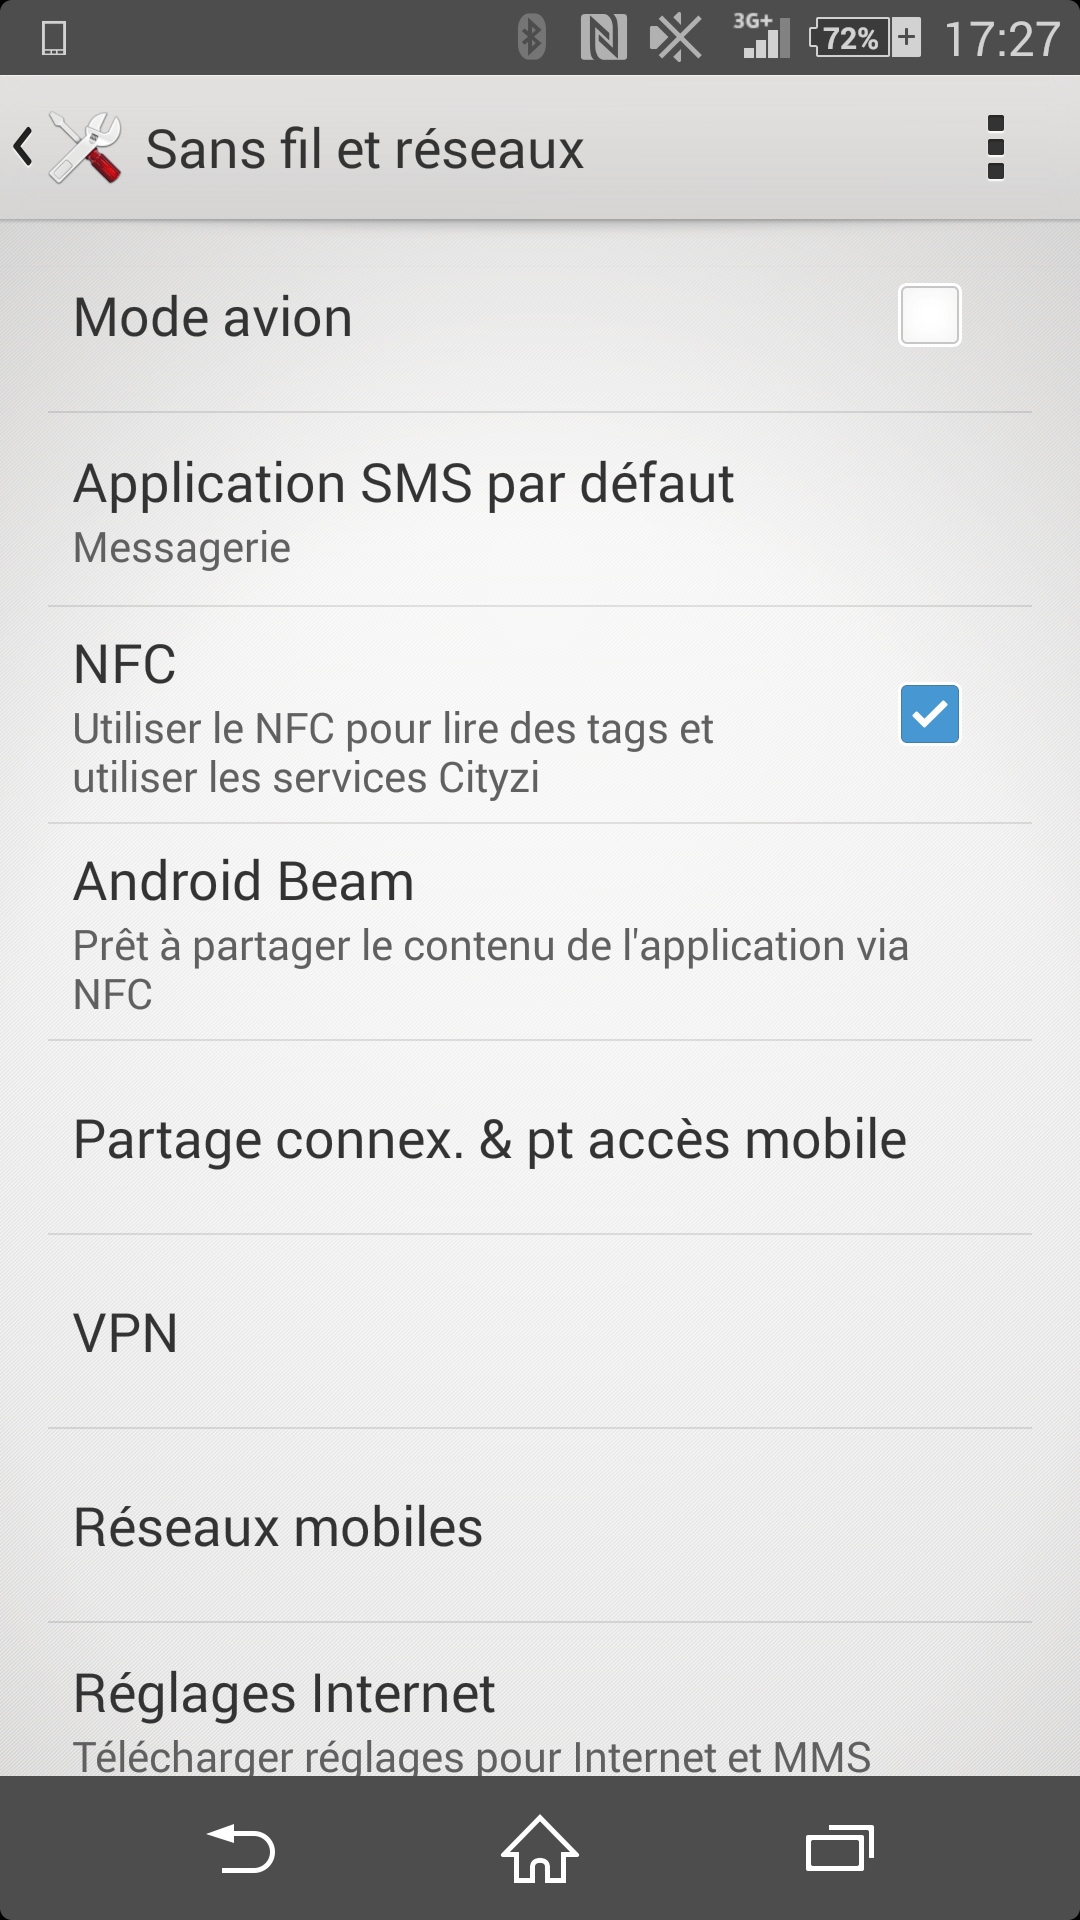 3G+ 72% 17:27
Sans fil et réseaux
Mode avion
Application SMS par défaut
Messagerie
NFC
Utiliser le NFC pour lire des tags et
utiliser les services Cityzi
Android Beam
Prêt à partager le contenu de l'application via
NFC
Partage connex. & pt accès mobile
VPN
Réseaux mobiles
Réglages Internet
Télécharger réglages pour Internet et MMS